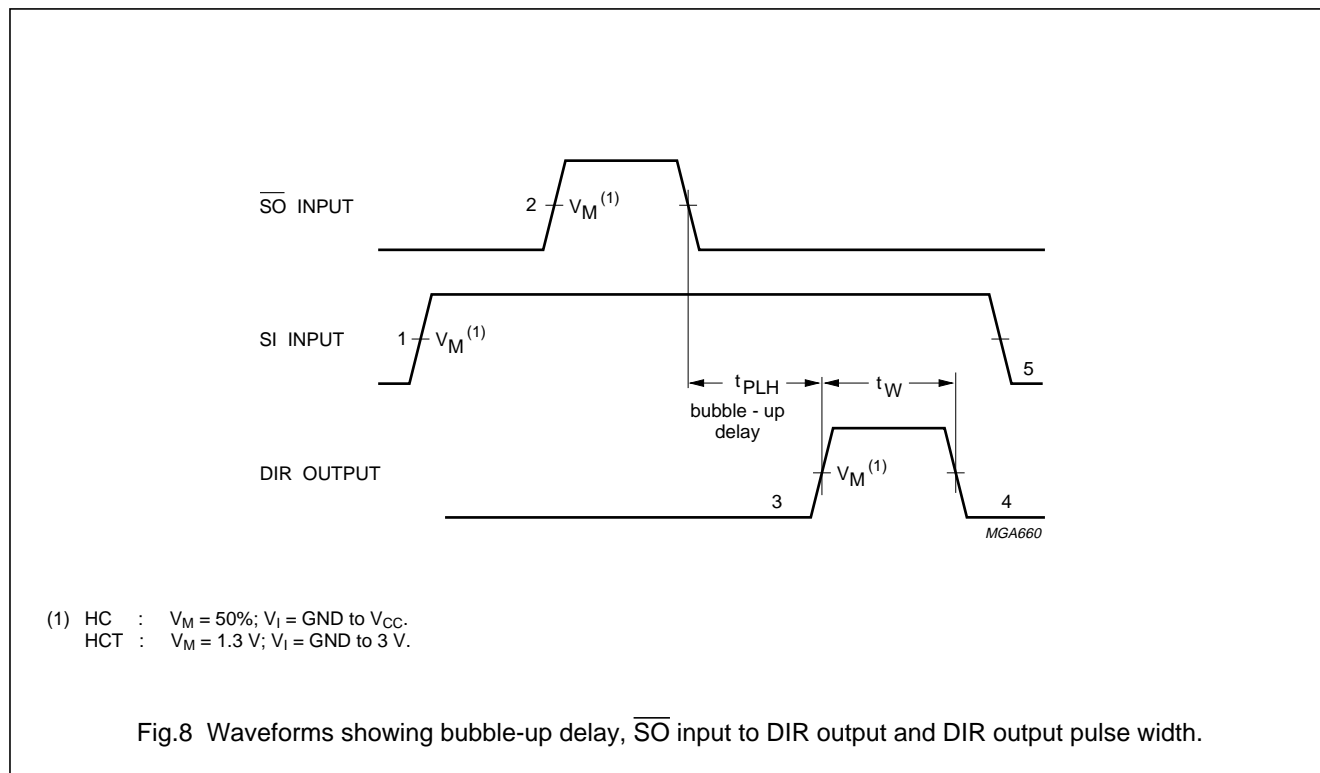 S̅O̅ INPUT
2
V_M (1)
SI INPUT
1
V_M (1)
5
t_PLH
t_W
bubble - up
delay
DIR OUTPUT
V_M (1)
3
4
MGA660
(1) HC : V_M = 50%; V_I = GND to V_CC.
HCT : V_M = 1.3 V; V_I = GND to 3 V.
Fig.8 Waveforms showing bubble-up delay, S̅O̅ input to DIR output and DIR output pulse width.